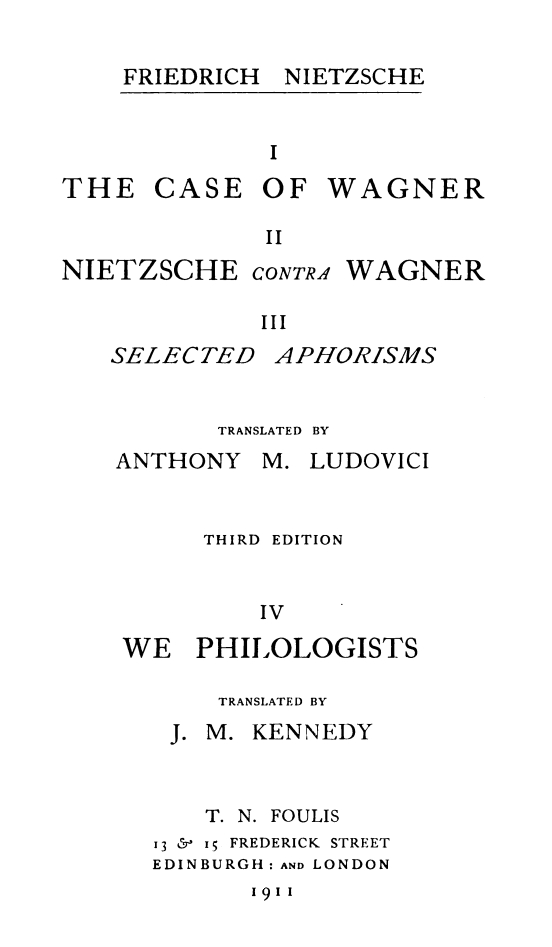 FRIEDRICH NIETZSCHE
I
THE CASE OF WAGNER
II
NIETZSCHE CONTRA WAGNER
III
SELECTED APHORISMS
TRANSLATED BY
ANTHONY M. LUDOVICI
THIRD EDITION
IV
WE PHILOLOGISTS
TRANSLATED BY
J. M. KENNEDY
T. N. FOULIS
13 & 15 FREDERICK STREET
EDINBURGH: AND LONDON
1911